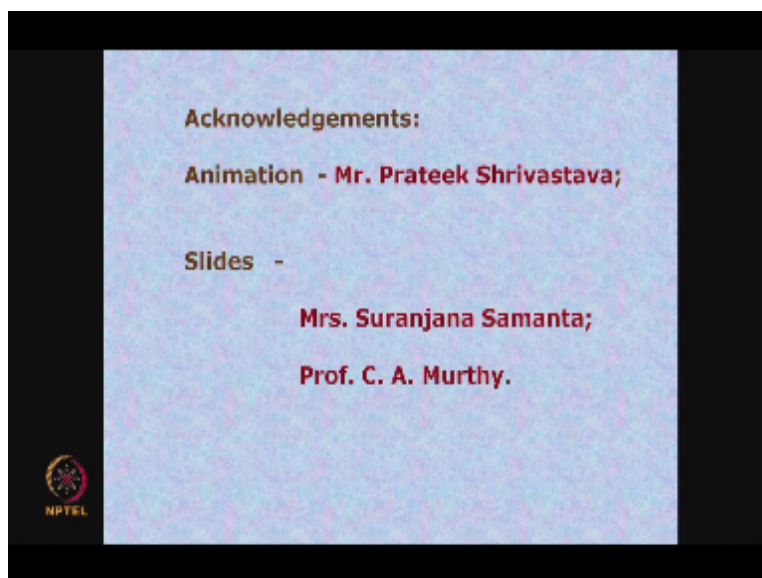 Acknowledgements:
Animation - Mr. Prateek Shrivastava;
Slides -
Mrs. Suranjana Samanta;
Prof. C. A. Murthy.
NPTEL